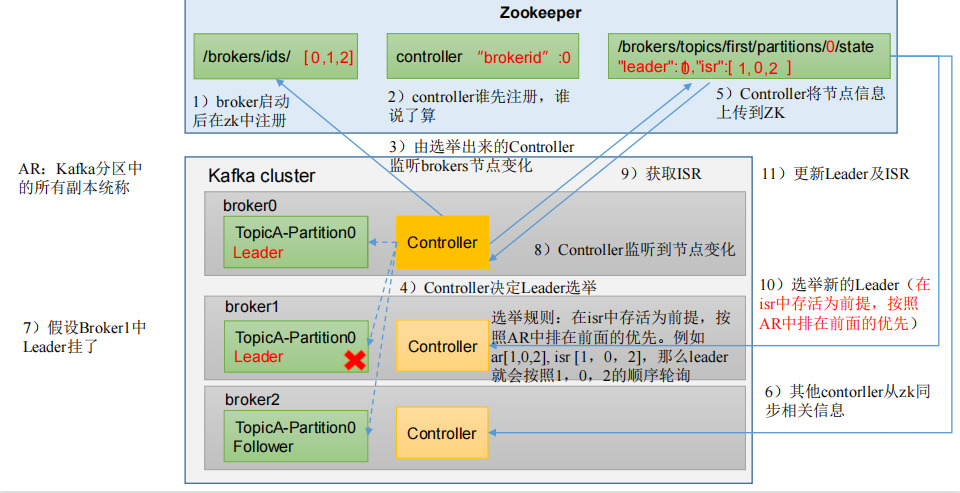 Zookeeper
/brokers/ids/ [0,1,2]
controller “brokerid” :0
/brokers/topics/first/partitions/0/state
"leader": ,"isr":[ 1, 0, 2 ]
1）broker启动
后在zk中注册
2）controller谁先注册，谁
说了算
5）Controller将节点信息
上传到ZK
3）由选举出来的Controller
监听brokers节点变化
AR：Kafka分区中
的所有副本统称
Kafka cluster
9）获取ISR
11）更新Leader及ISR
broker0
TopicA-Partition0
Leader
Controller
8）Controller监听到节点变化
4）Controller决定Leader选举
10）选举新的Leader（在
isr中存活为前提，按照
AR中排在前面的优先）
7）假设Broker1中
Leader挂了
broker1
TopicA-Partition0
Leader
Controller
选举规则：在isr中存活为前提，按
照AR中排在前面的优先。例如
ar[1,0,2], isr [1，0，2]，那么leader
就会按照1，0，2的顺序轮询
6）其他contorller从zk同
步相关信息
broker2
TopicA-Partition0
Follower
Controller